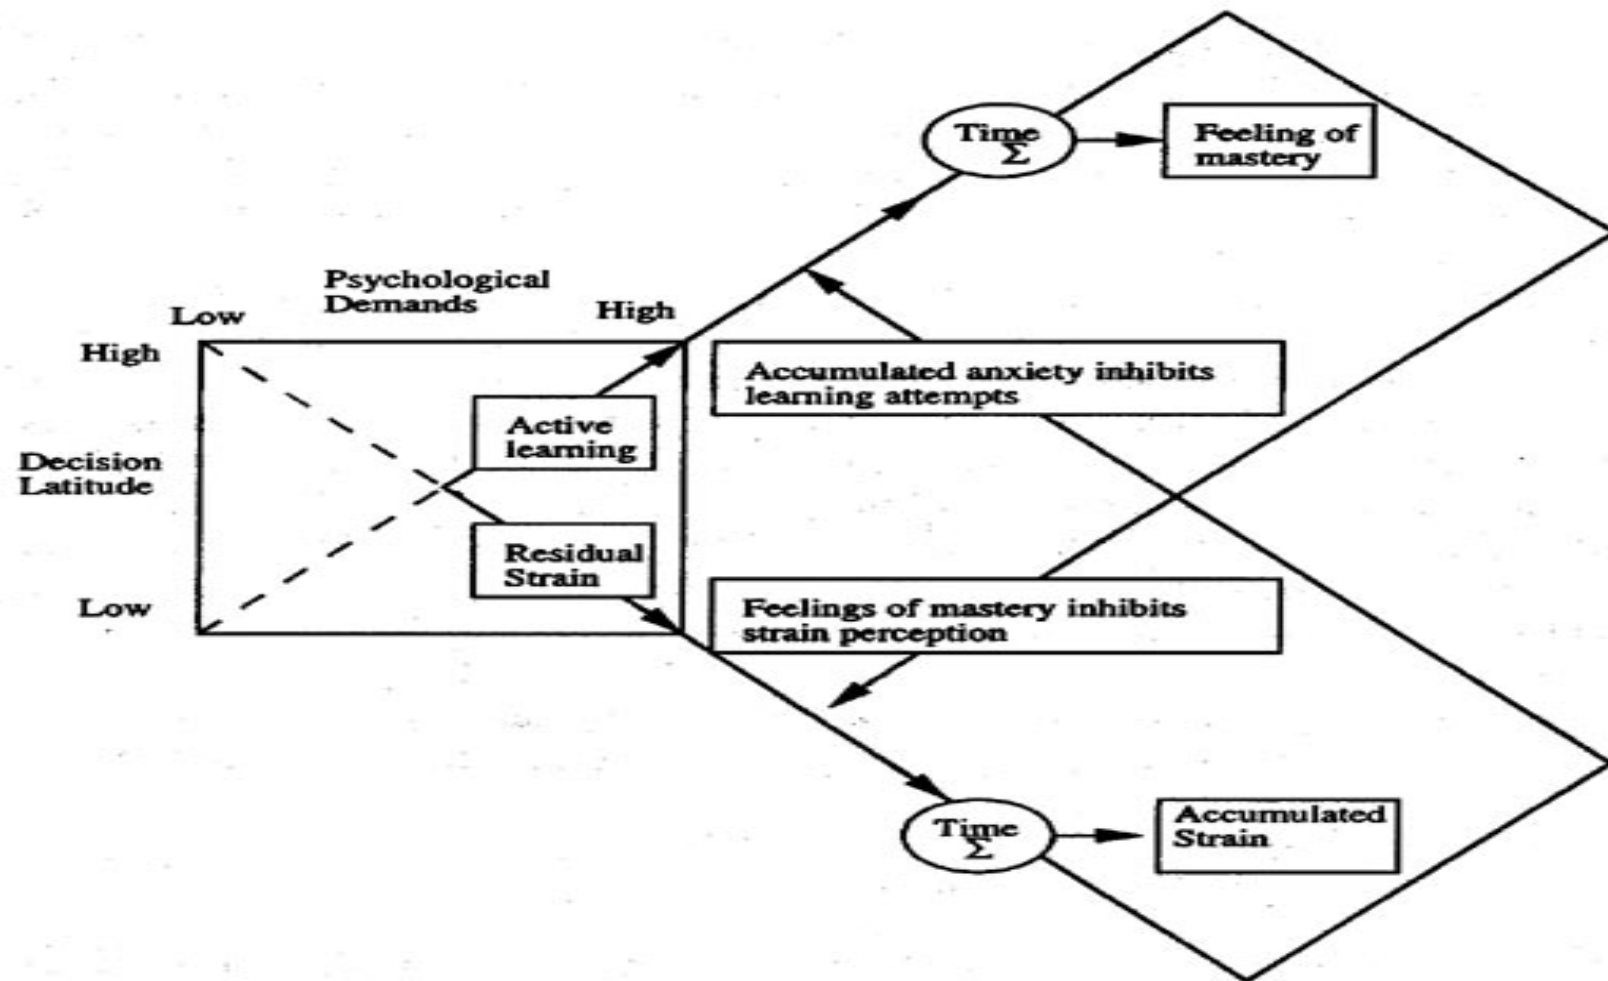 Time
Σ
Feeling of
mastery
Psychological
Demands
Low
High
High
Accumulated anxiety inhibits
learning attempts
Active
learning
Decision
Latitude
Residual
Strain
Low
Feelings of mastery inhibits
strain perception
Time
Σ
Accumulated
Strain